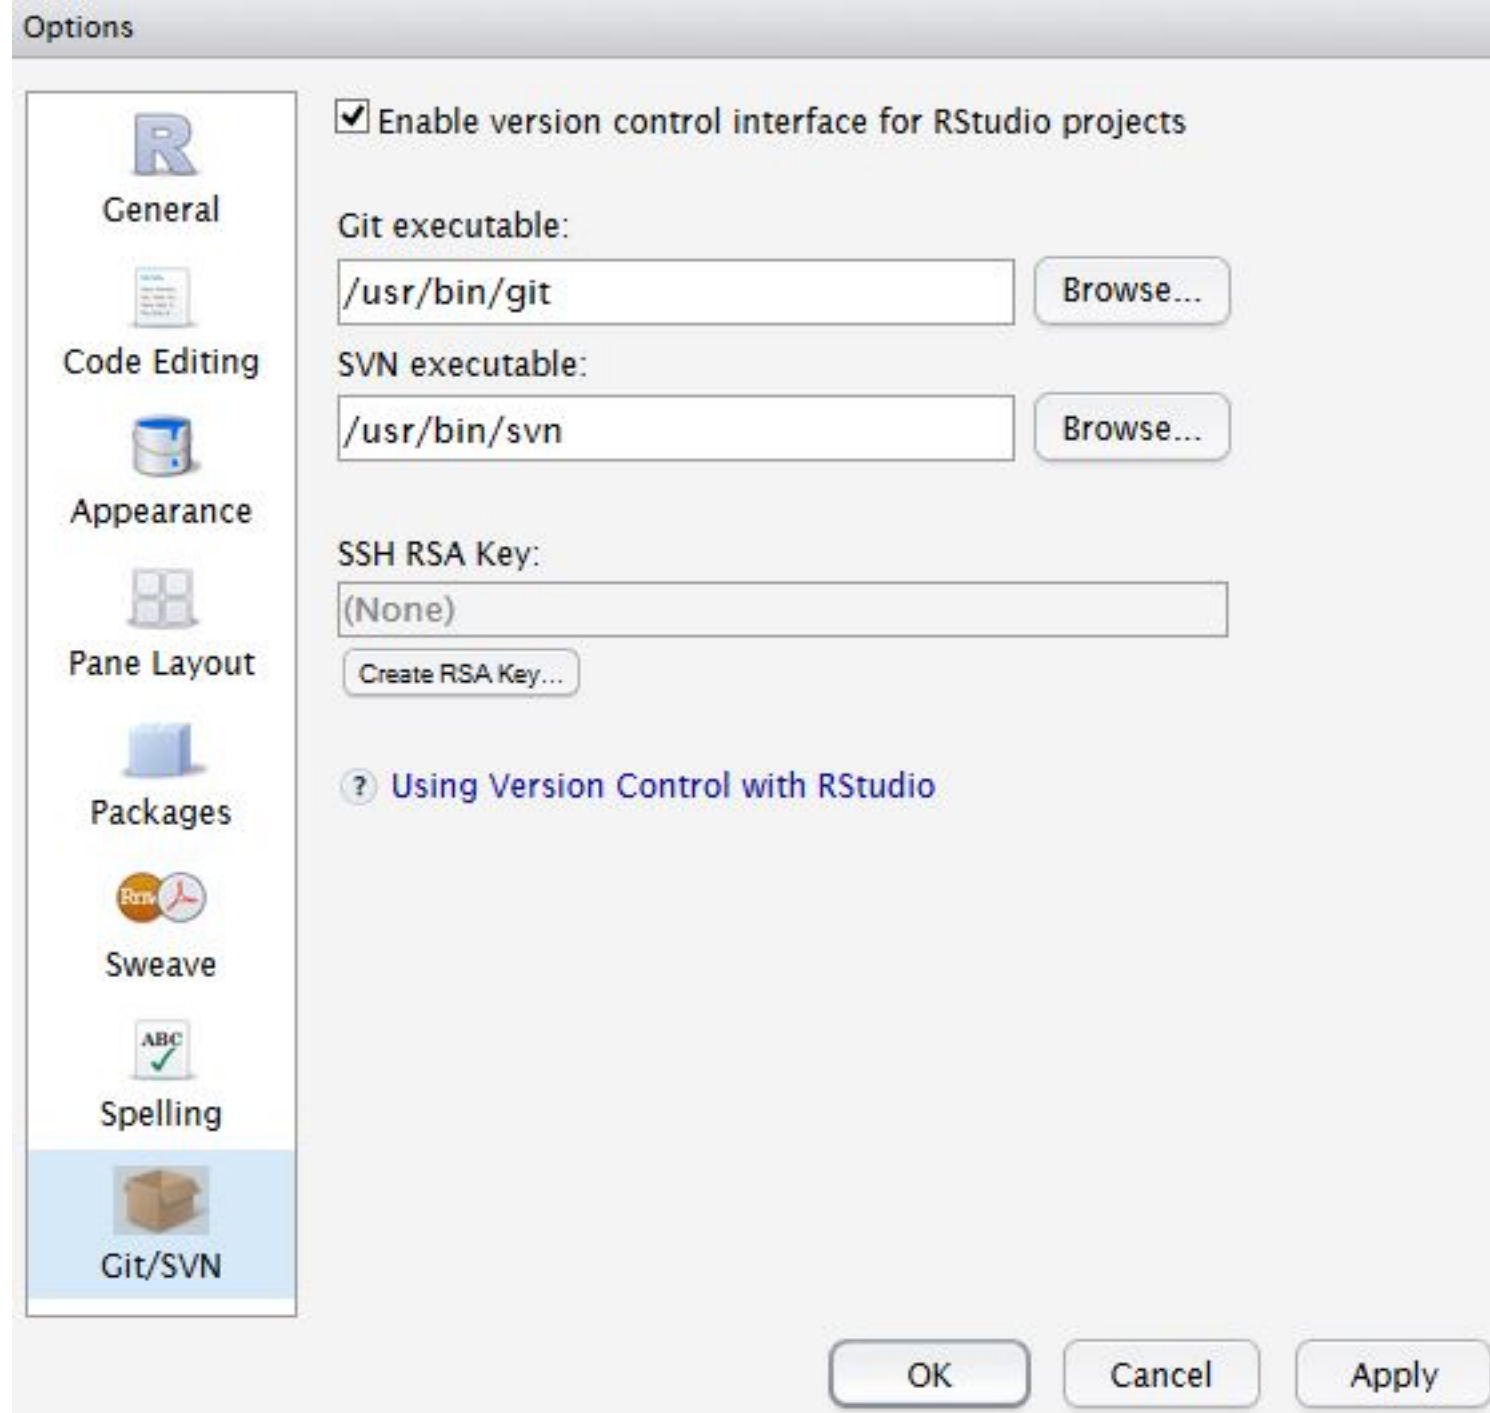 Options
General
Code Editing
Appearance
Pane Layout
Packages
Sweave
ABC
Spelling
Git/SVN
Enable version control interface for RStudio projects
Git executable:
/usr/bin/git
Browse...
SVN executable:
/usr/bin/svn
Browse...
SSH RSA Key:
(None)
Create RSA Key...
? Using Version Control with RStudio
OK
Cancel
Apply